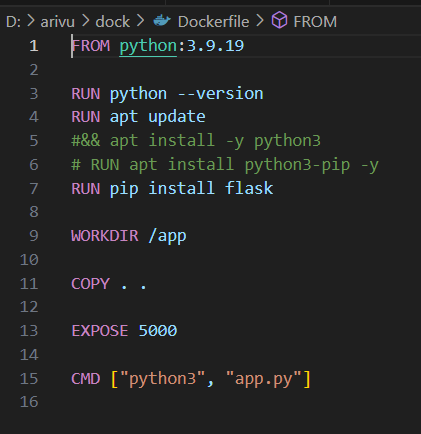 D: > arivu > dock > Dockerfile > FROM
1 FROM python:3.9.19
2
3 RUN python --version
4 RUN apt update
5 #&& apt install -y python3
6 # RUN apt install python3-pip -y
7 RUN pip install flask
8
9 WORKDIR /app
10
11 COPY . .
12
13 EXPOSE 5000
14
15 CMD ["python3", "app.py"]
16